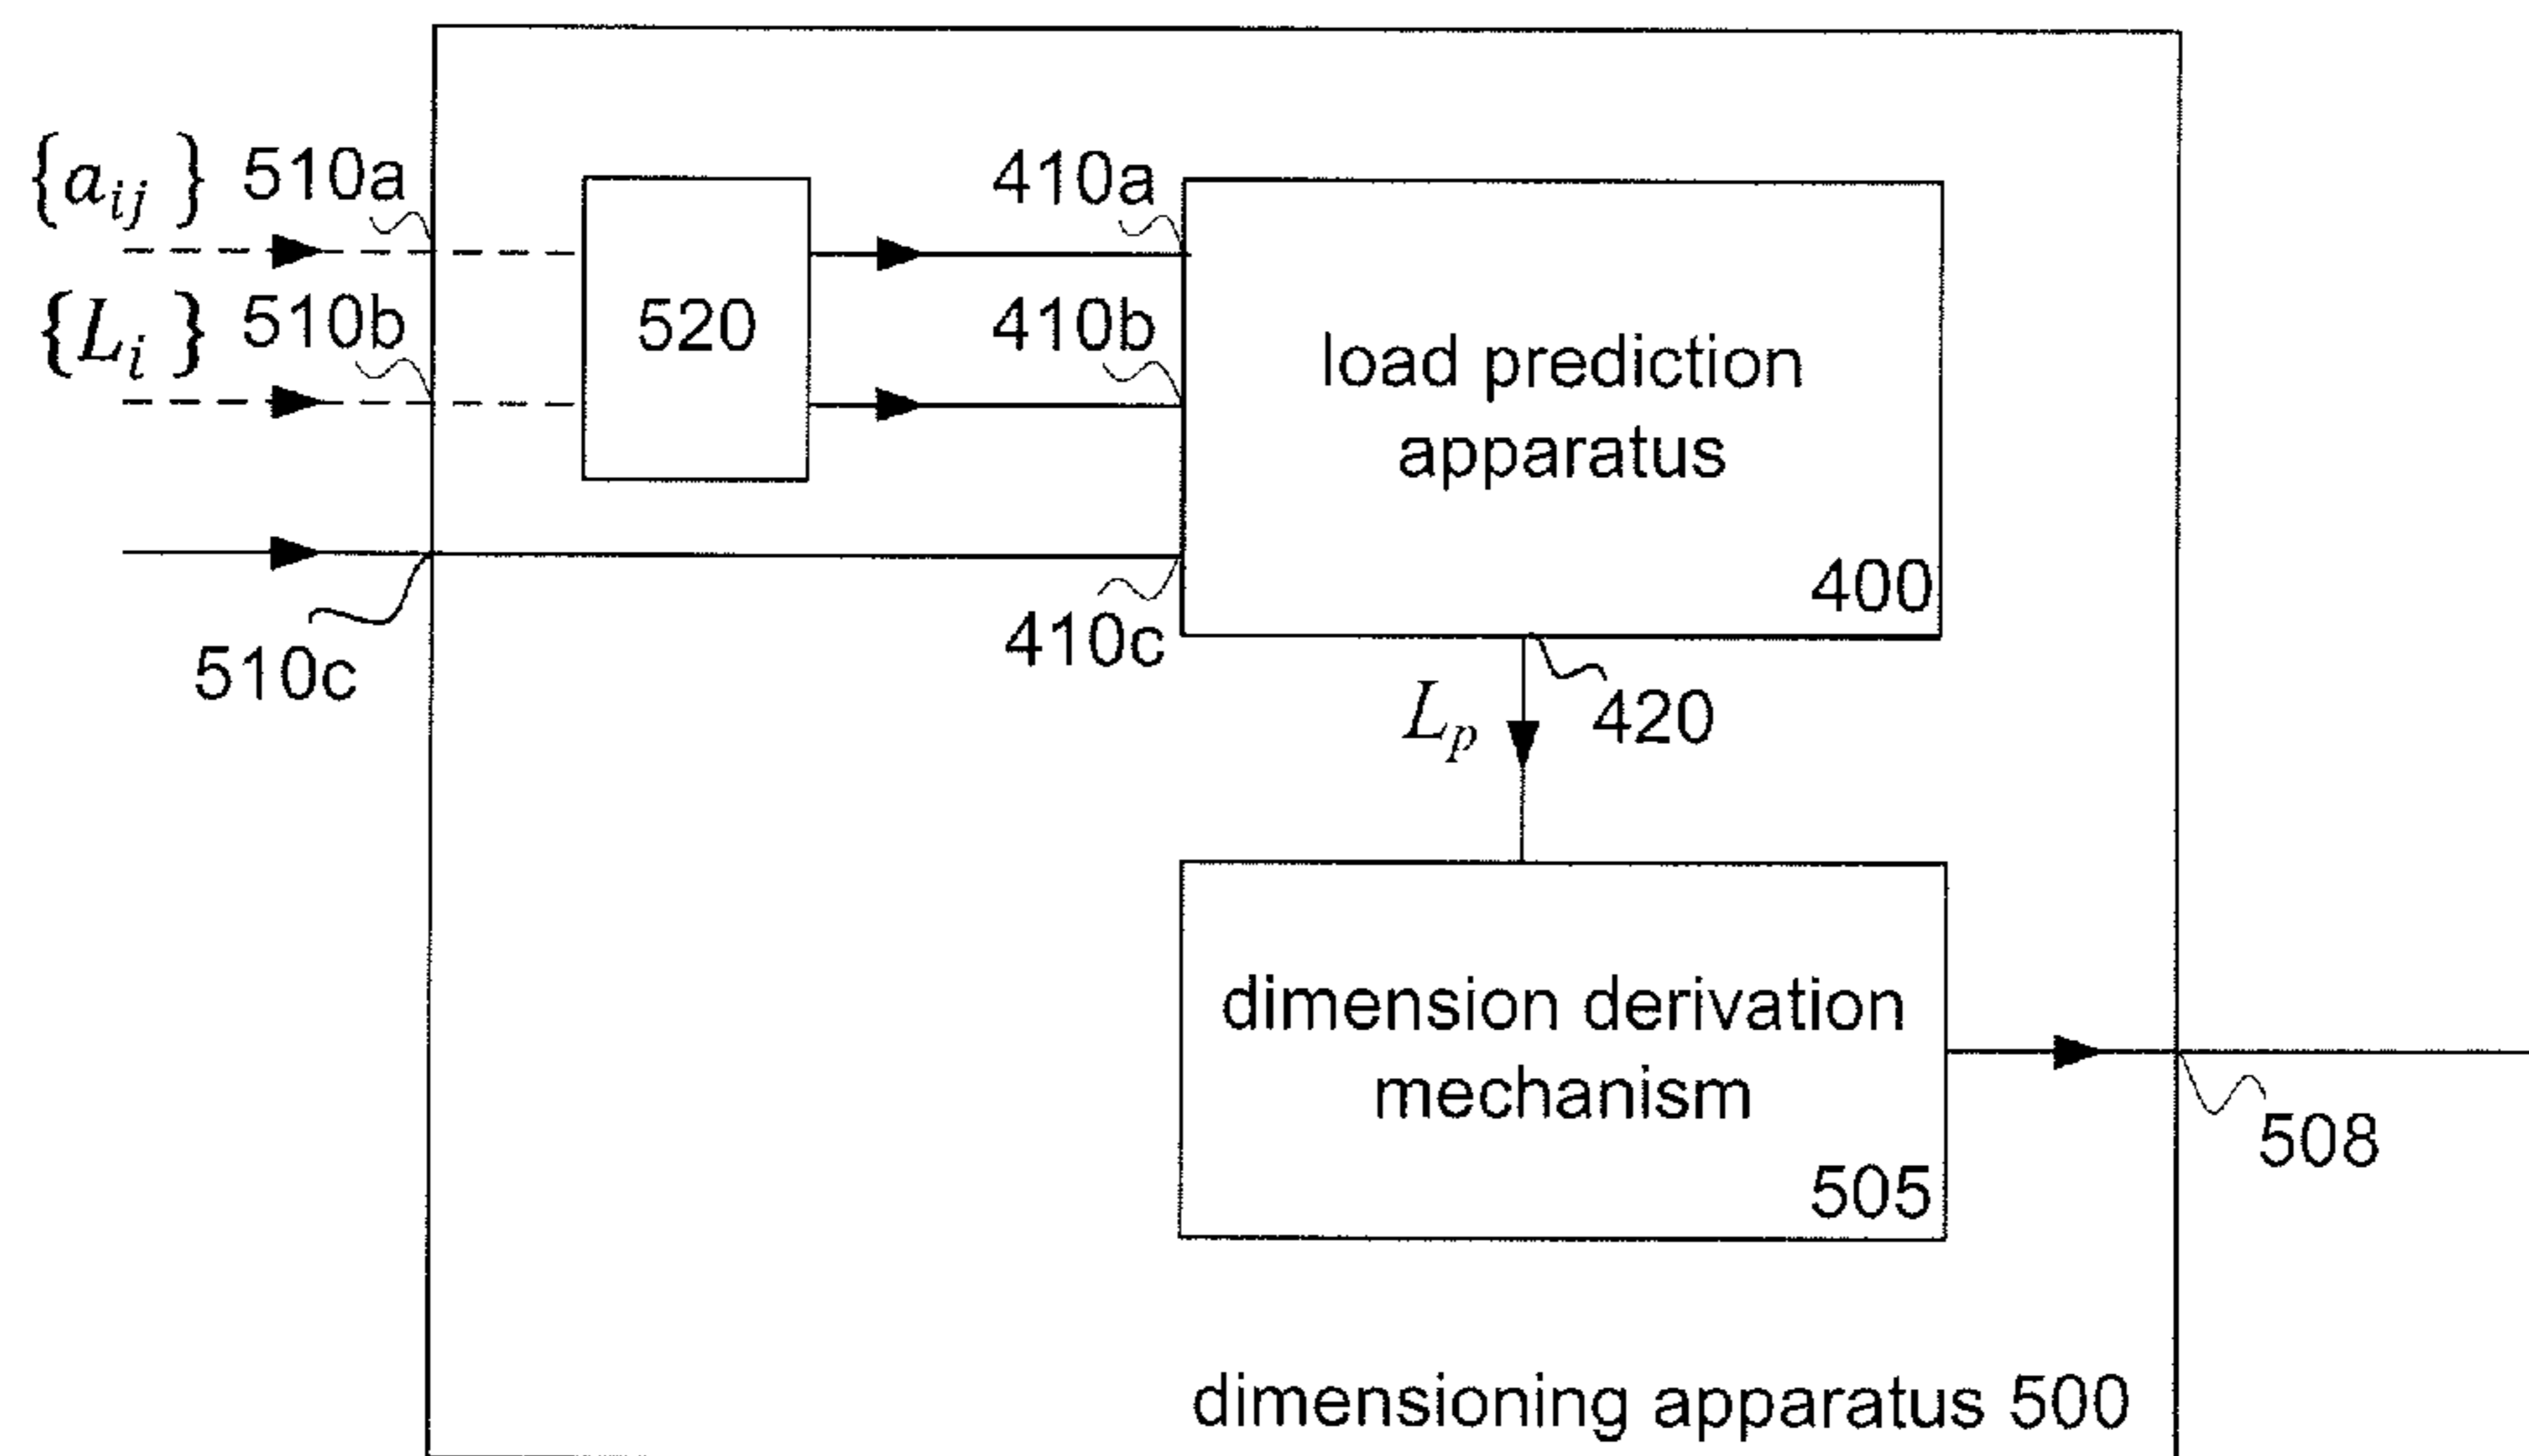 {a_ij} 510a
410a
{L_i} 510b
520
410b
load prediction
apparatus
400
510c
410c
L_p
420
dimension derivation
mechanism
505
508
dimensioning apparatus 500